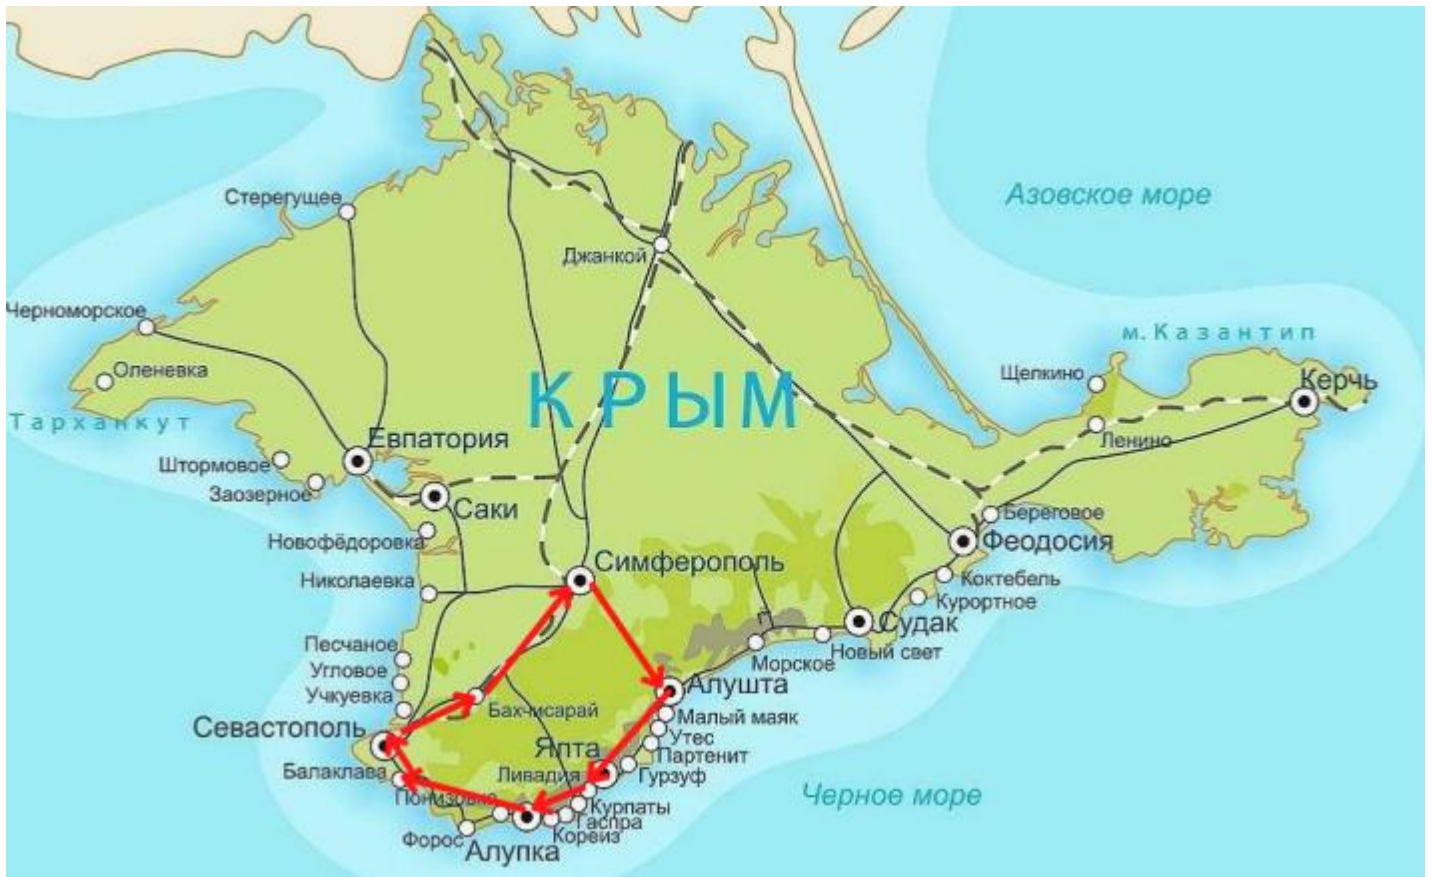 Стерегущее
Азовское море
Джанкой
Черноморское
м. Казантип
Оленевка
Щелкино
Керчь
КРЫМ
Тарханкут
Евпатория
Ленино
Штормовое
Заозерное
Саки
Береговое
Новофёдоровка
Феодосия
Симферополь
Николаевка
Коктебель
Курортное
Судак
Песчаное
Новый свет
Морское
Угловое
Алушта
Учкуевка
Бахчисарай
Малый маяк
Севастополь
Утес
Ялта
Партенит
Балаклава
Ливадия
Гурзуф
Понизовка
Черное море
Курпаты
Гаспра
Форос
Кореиз
Алупка